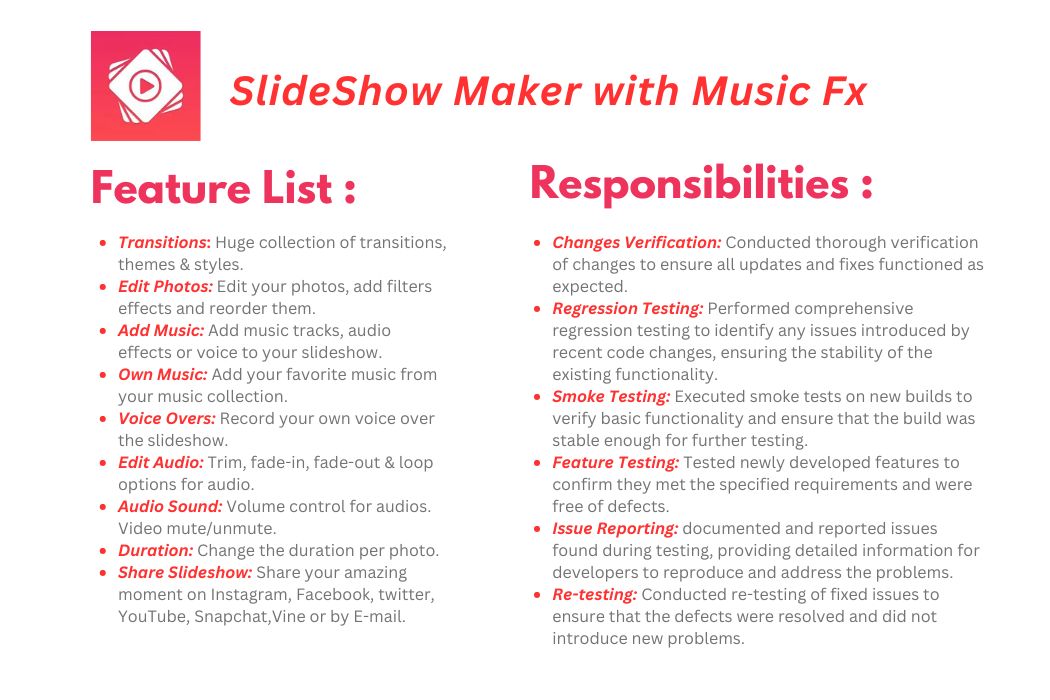 SlideShow Maker with Music Fx
Feature List :
• Transitions: Huge collection of transitions,
themes & styles.
• Edit Photos: Edit your photos, add filters
effects and reorder them.
• Add Music: Add music tracks, audio
effects or voice to your slideshow.
• Own Music: Add your favorite music from
your music collection.
• Voice Overs: Record your own voice over
the slideshow.
• Edit Audio: Trim, fade-in, fade-out & loop
options for audio.
• Audio Sound: Volume control for audios.
Video mute/unmute.
• Duration: Change the duration per photo.
• Share Slideshow: Share your amazing
moment on Instagram, Facebook, twitter,
YouTube, Snapchat,Vine or by E-mail.
Responsibilities :
• Changes Verification: Conducted thorough verification
of changes to ensure all updates and fixes functioned as
expected.
• Regression Testing: Performed comprehensive
regression testing to identify any issues introduced by
recent code changes, ensuring the stability of the
existing functionality.
• Smoke Testing: Executed smoke tests on new builds to
verify basic functionality and ensure that the build was
stable enough for further testing.
• Feature Testing: Tested newly developed features to
confirm they met the specified requirements and were
free of defects.
• Issue Reporting: documented and reported issues
found during testing, providing detailed information for
developers to reproduce and address the problems.
• Re-testing: Conducted re-testing of fixed issues to
ensure that the defects were resolved and did not
introduce new problems.